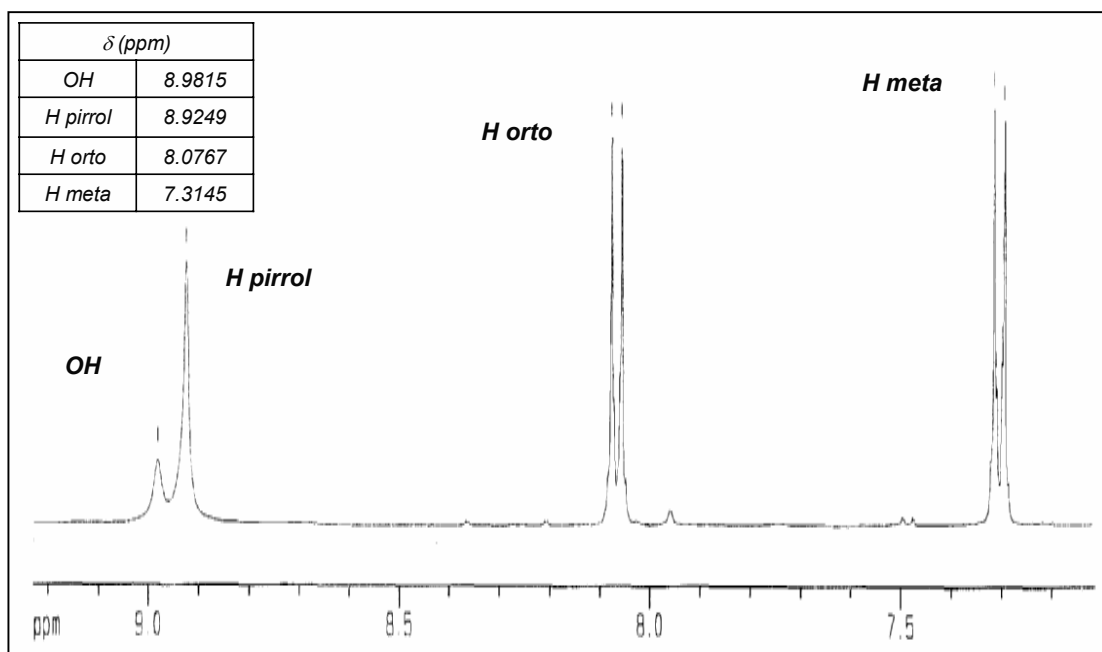 δ (ppm)
OH 8.9815
H pirrol 8.9249
H orto 8.0767
H meta 7.3145
H meta
H orto
H pirrol
OH
ppm 9.0 8.5 8.0 7.5